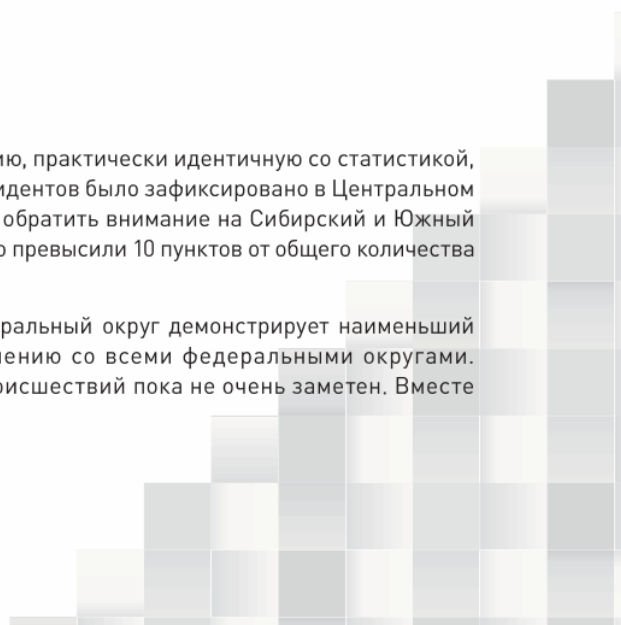 ию, практически идентичную со статистикой,
идентов было зафиксировано в Центральном
обратить внимание на Сибирский и Южный
о превысили 10 пунктов от общего количества
ральный округ демонстрирует наименьший
нению со всеми федеральными округами.
оисшествий пока не очень заметен. Вместе